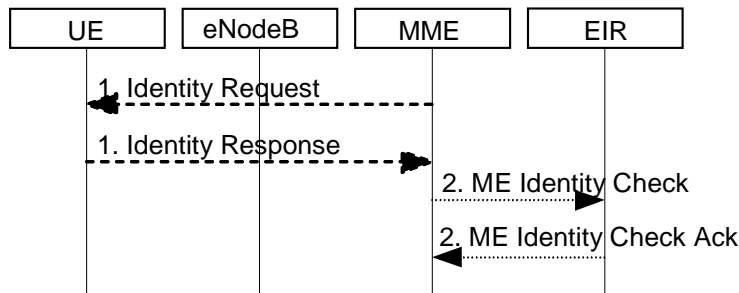 UE
eNodeB
MME
EIR
1. Identity Request
1. Identity Response
2. ME Identity Check
2. ME Identity Check Ack